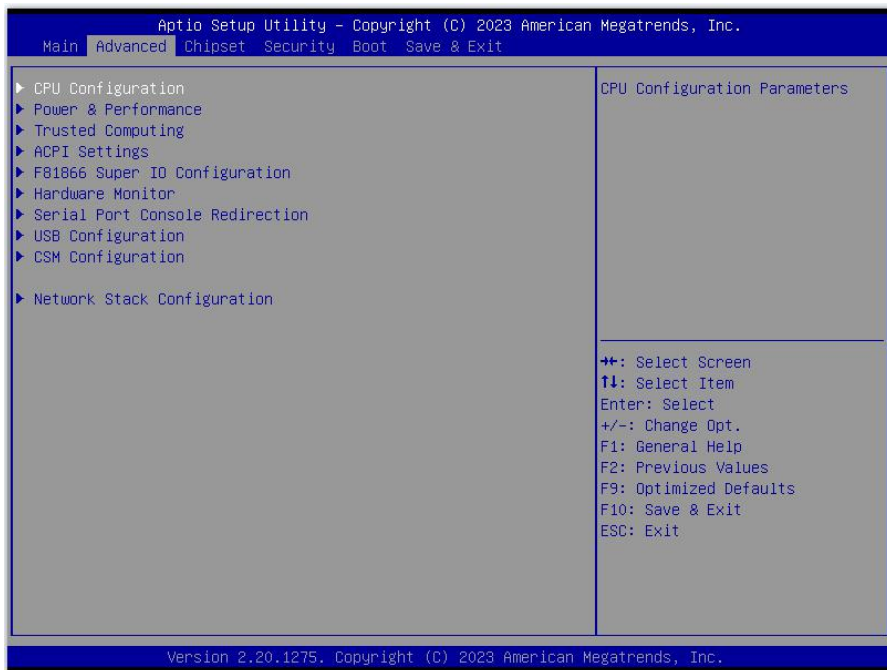 Aptio Setup Utility – Copyright (C) 2023 American Megatrends, Inc.
Main Advanced Chipset Security Boot Save & Exit
▶ CPU Configuration
▶ Power & Performance
▶ Trusted Computing
▶ ACPI Settings
▶ F81866 Super IO Configuration
▶ Hardware Monitor
▶ Serial Port Console Redirection
▶ USB Configuration
▶ CSM Configuration
▶ Network Stack Configuration
CPU Configuration Parameters
→←: Select Screen
↑↓: Select Item
Enter: Select
+/-: Change Opt.
F1: General Help
F2: Previous Values
F9: Optimized Defaults
F10: Save & Exit
ESC: Exit
Version 2.20.1275. Copyright (C) 2023 American Megatrends, Inc.